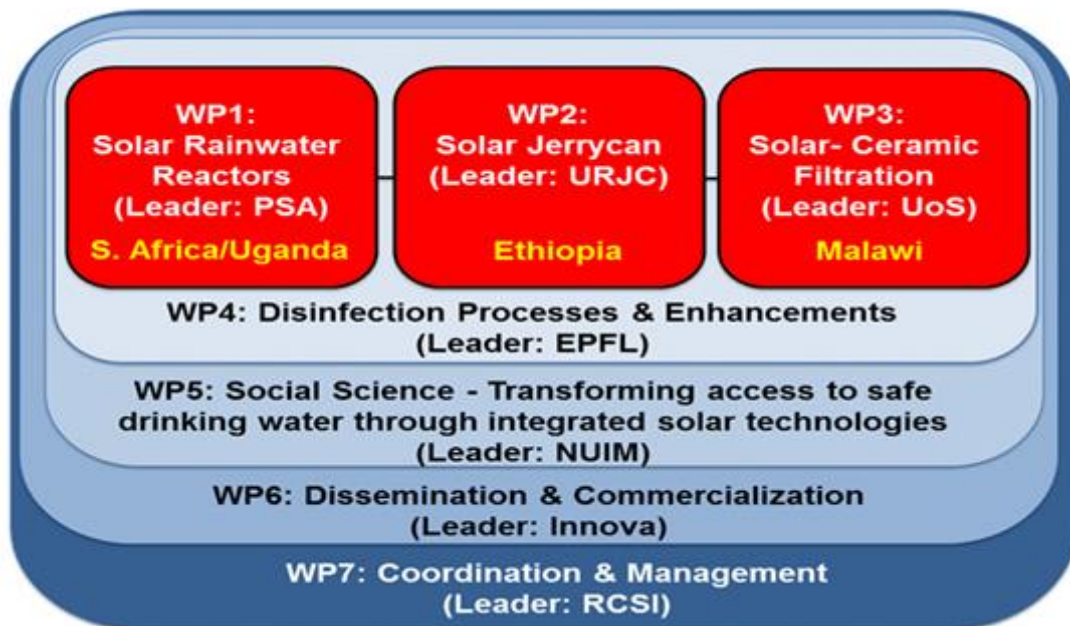 WP1:
Solar Rainwater
Reactors
(Leader: PSA)
S. Africa/Uganda
WP2:
Solar Jerrycan
(Leader: URJC)
Ethiopia
WP3:
Solar- Ceramic
Filtration
(Leader: UoS)
Malawi
WP4: Disinfection Processes & Enhancements
(Leader: EPFL)
WP5: Social Science - Transforming access to safe
drinking water through integrated solar technologies
(Leader: NUIM)
WP6: Dissemination & Commercialization
(Leader: Innova)
WP7: Coordination & Management
(Leader: RCSI)